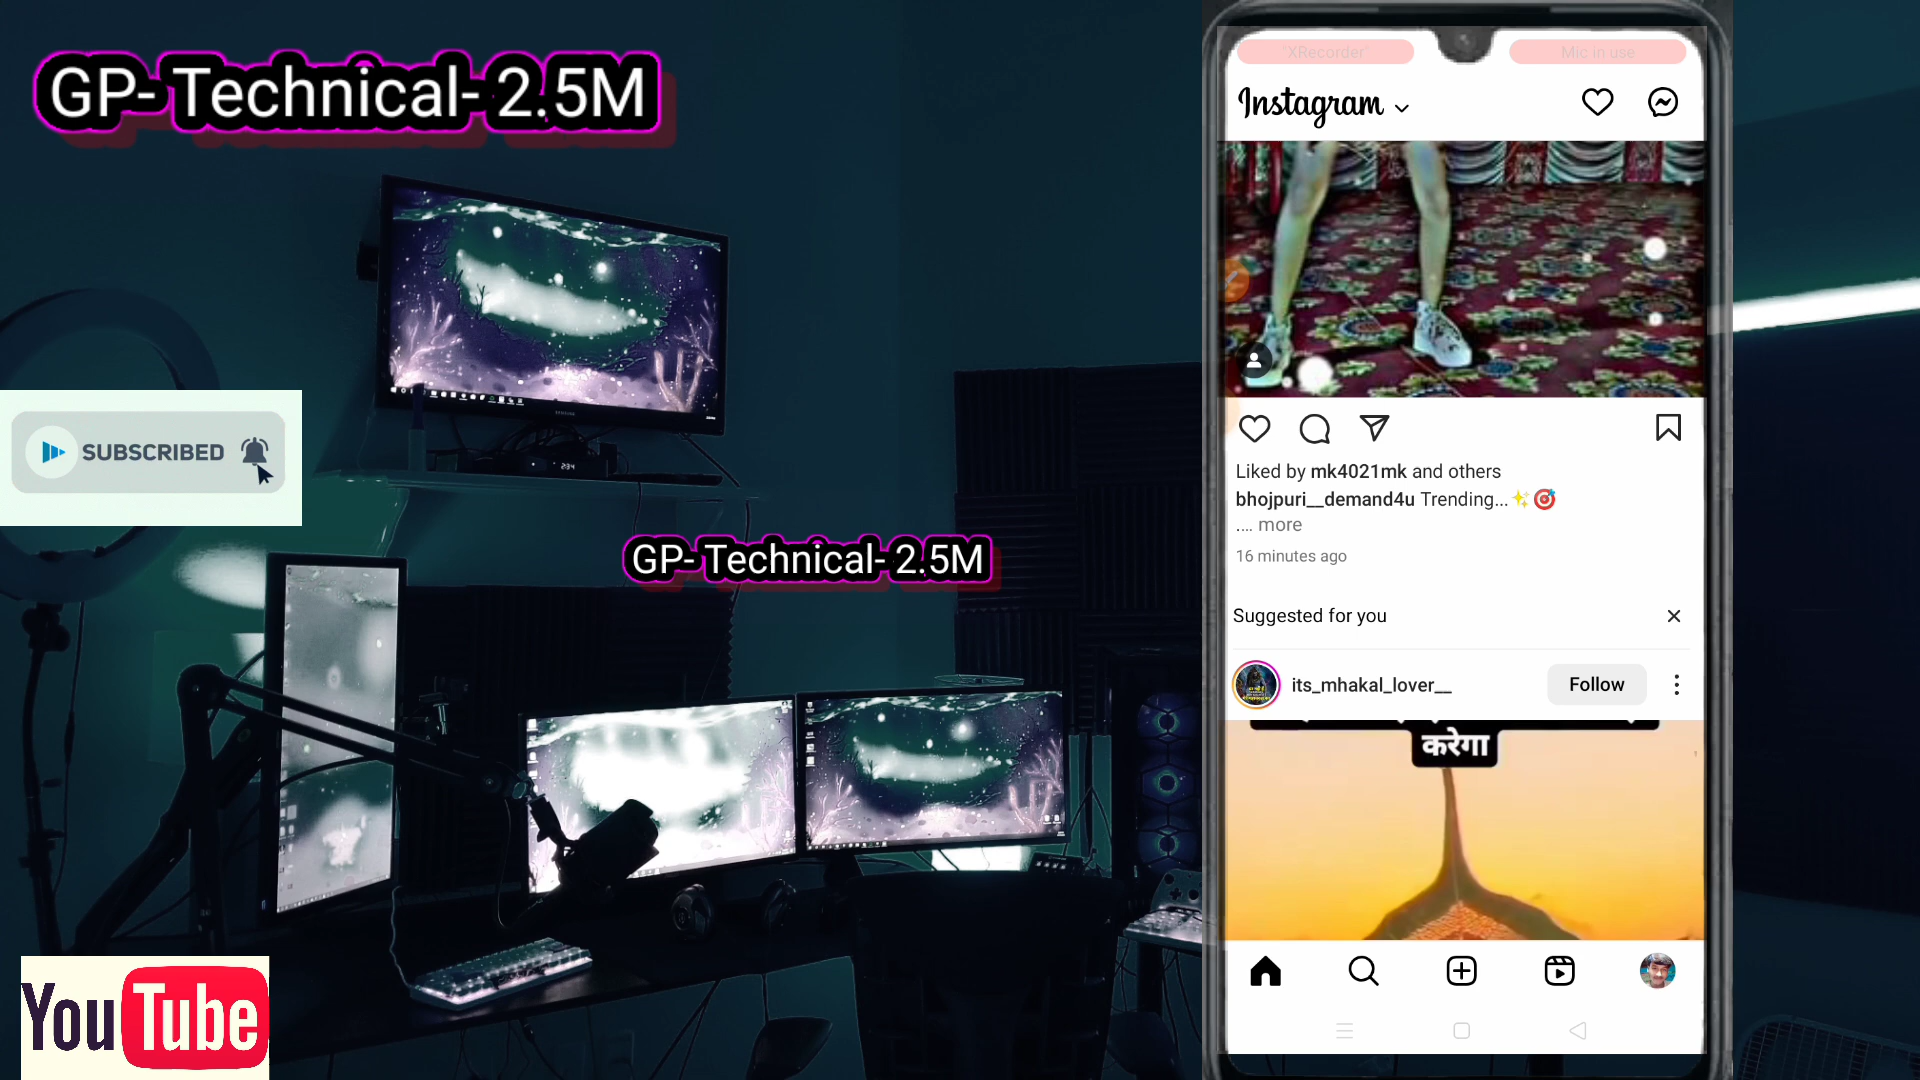 GP- Technical- 2.5M
SUBSCRIBED
GP- Technical- 2.5M
YouTube
"XRecorder"
Mic in use
Instagram
Liked by mk4021mk and others
bhojpuri__demand4u Trending...✨🎯
.... more
16 minutes ago
Suggested for you
its_mhakal_lover__
Follow
करेगा